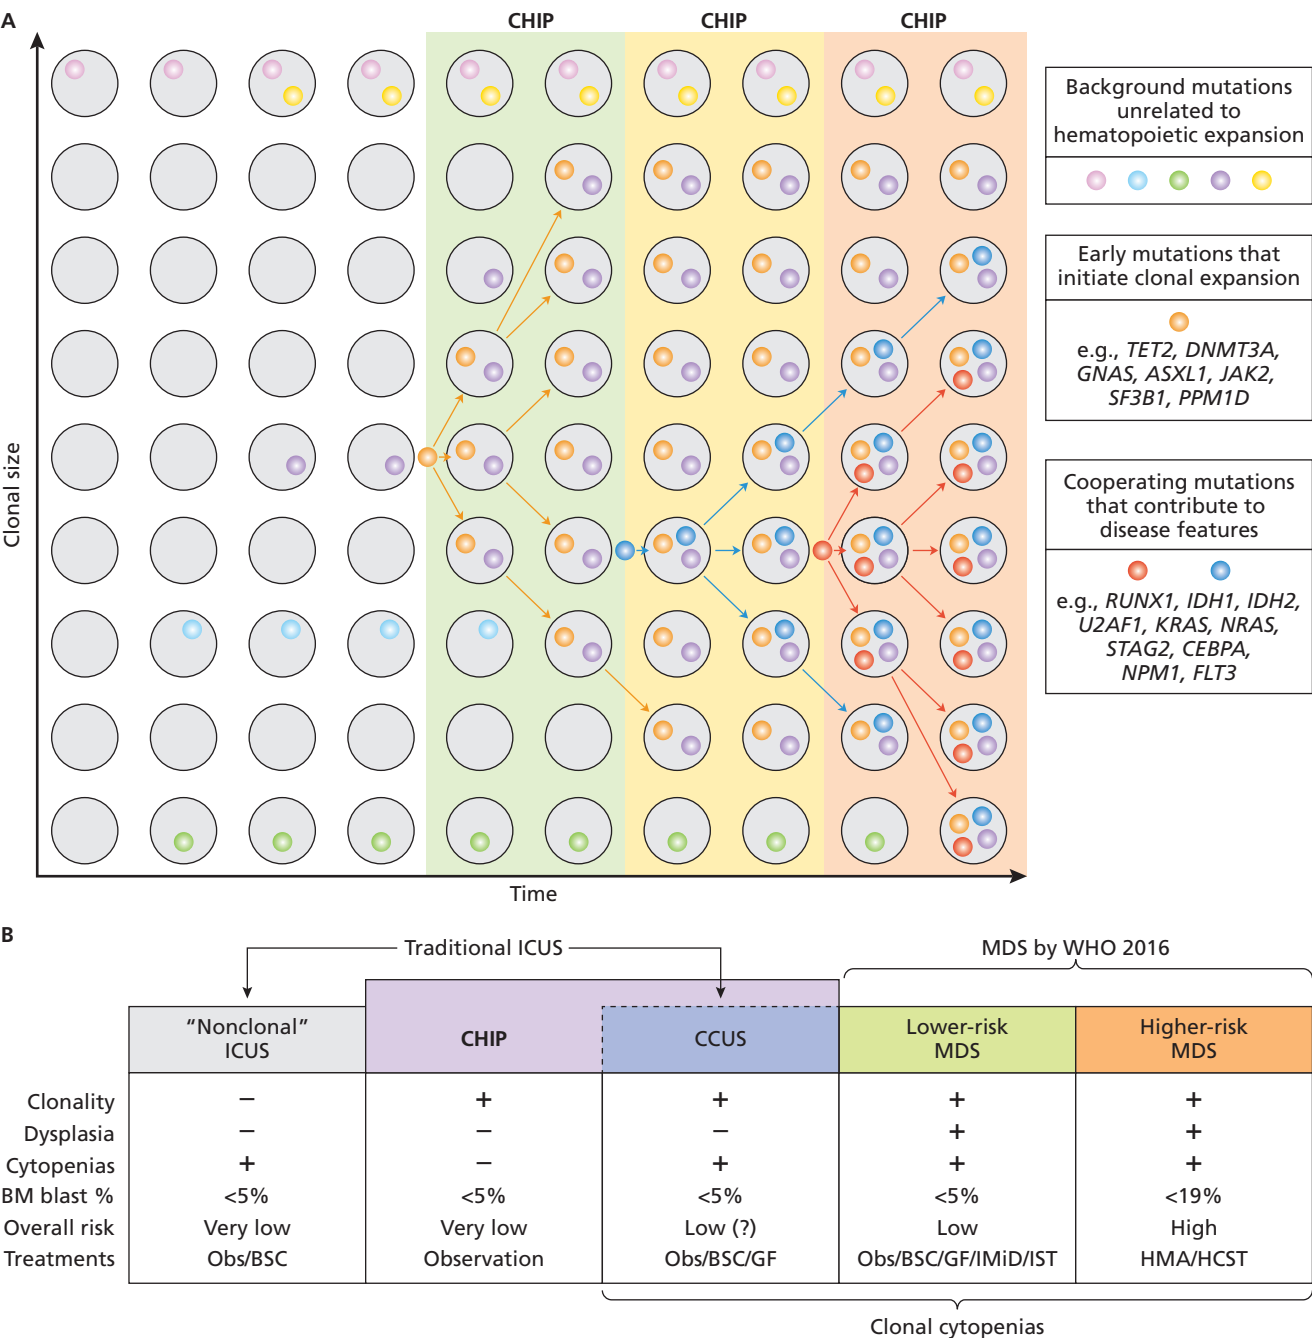 A
CHIP
CHIP
CHIP
Clonal size
Time
Background mutations
unrelated to
hematopoietic expansion
Early mutations that
initiate clonal expansion
e.g., TET2, DNMT3A,
GNAS, ASXL1, JAK2,
SF3B1, PPM1D
Cooperating mutations
that contribute to
disease features
e.g., RUNX1, IDH1, IDH2,
U2AF1, KRAS, NRAS,
STAG2, CEBPA,
NPM1, FLT3
B
Traditional ICUS
MDS by WHO 2016
“Nonclonal”
ICUS
CHIP
CCUS
Lower-risk
MDS
Higher-risk
MDS
Clonality – + + + +
Dysplasia – – – + +
Cytopenias + – + + +
BM blast % <5% <5% <5% <5% <19%
Overall risk Very low Very low Low (?) Low High
Treatments Obs/BSC Observation Obs/BSC/GF Obs/BSC/GF/IMiD/IST HMA/HCST
Clonal cytopenias